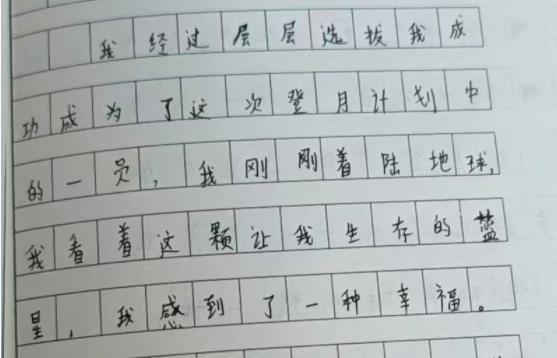 我经过层层选拔我成
功成为了这次登月计划中
的一员，我刚刚着陆地球，
我看着这颗让我生存的蓝
星，我感到了一种幸福。